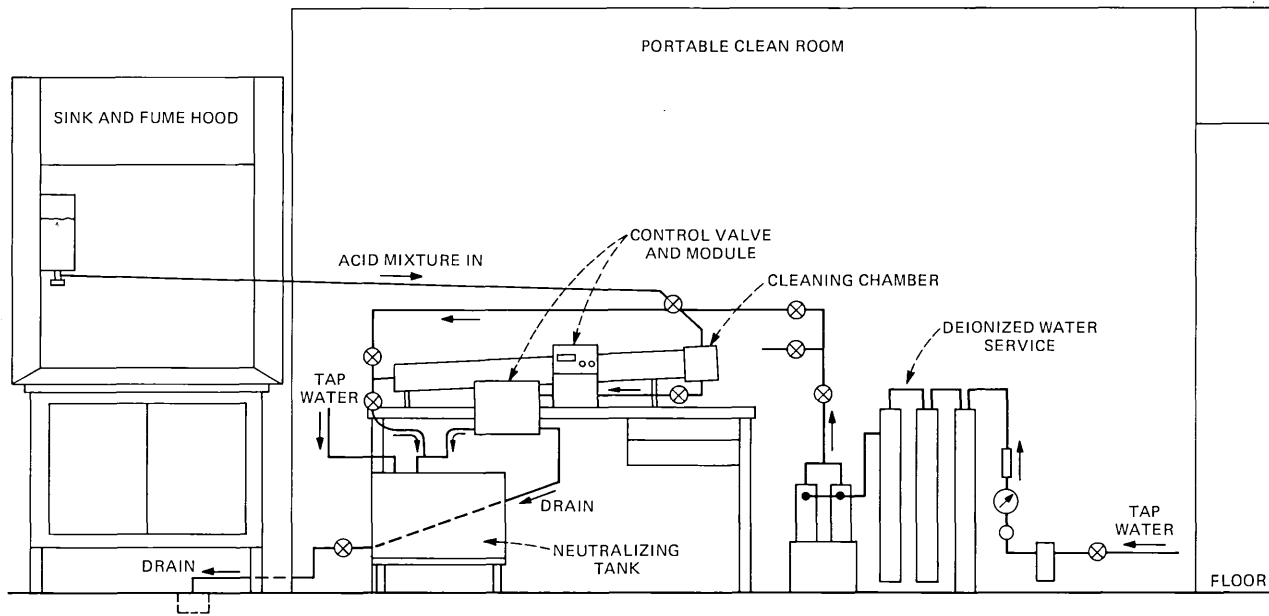 PORTABLE CLEAN ROOM
SINK AND FUME HOOD
CONTROL VALVE
AND MODULE
ACID MIXTURE IN
CLEANING CHAMBER
DEIONIZED WATER
SERVICE
TAP
WATER
DRAIN
TAP
WATER
NEUTRALIZING
TANK
DRAIN
FLOOR